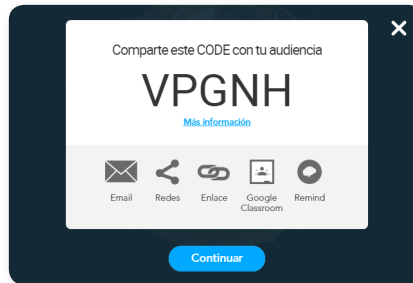 Comparte este CODE con tu audiencia
VPGNH
Más información
Email
Redes
Enlace
Google
Classroom
Remind
Continuar